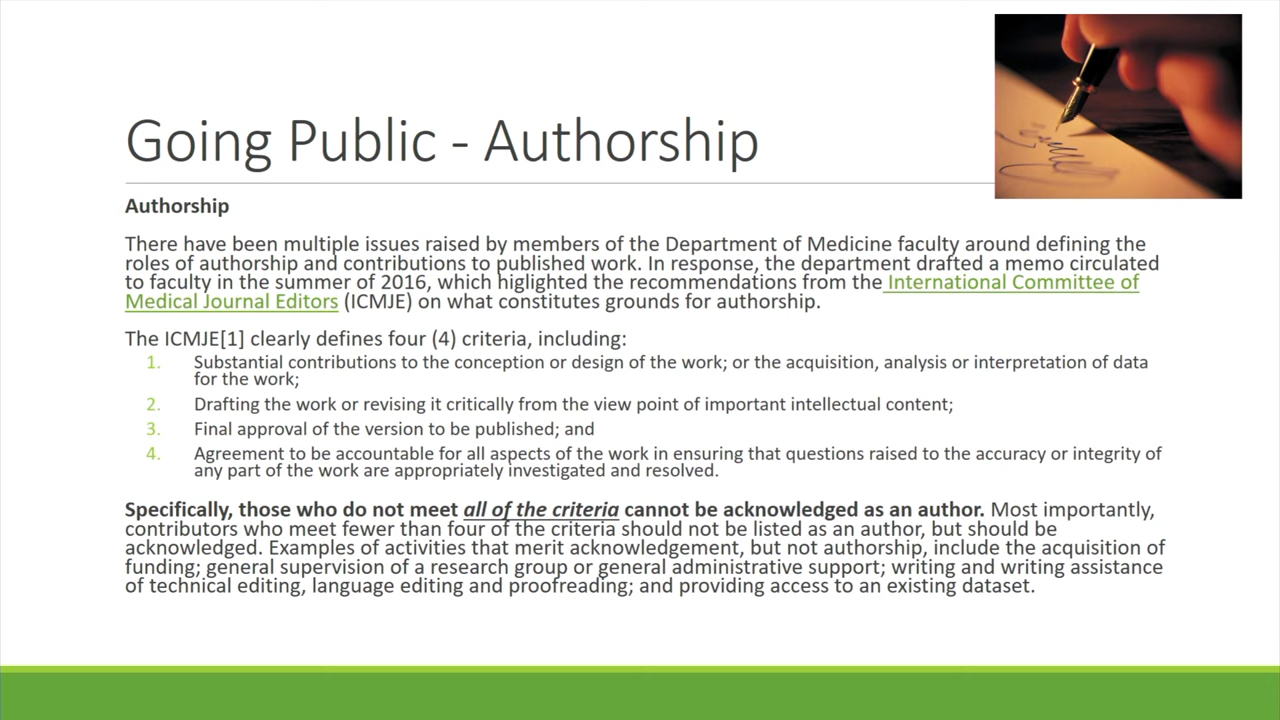 Going Public - Authorship
Authorship
There have been multiple issues raised by members of the Department of Medicine faculty around defining the
roles of authorship and contributions to published work. In response, the department drafted a memo circulated
to faculty in the summer of 2016, which higlighted the recommendations from the International Committee of
Medical Journal Editors (ICMJE) on what constitutes grounds for authorship.
The ICMJE[1] clearly defines four (4) criteria, including:
1. Substantial contributions to the conception or design of the work; or the acquisition, analysis or interpretation of data
for the work;
2. Drafting the work or revising it critically from the view point of important intellectual content;
3. Final approval of the version to be published; and
4. Agreement to be accountable for all aspects of the work in ensuring that questions raised to the accuracy or integrity of
any part of the work are appropriately investigated and resolved.
Specifically, those who do not meet all of the criteria cannot be acknowledged as an author. Most importantly,
contributors who meet fewer than four of the criteria should not be listed as an author, but should be
acknowledged. Examples of activities that merit acknowledgement, but not authorship, include the acquisition of
funding; general supervision of a research group or general administrative support; writing and writing assistance
of technical editing, language editing and proofreading; and providing access to an existing dataset.